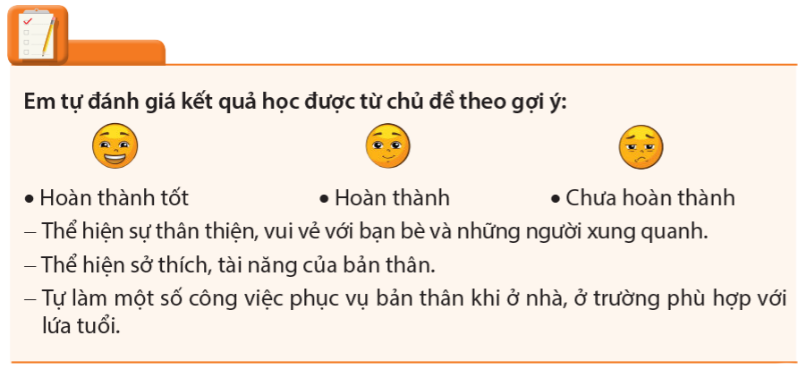 Em tự đánh giá kết quả học được từ chủ đề theo gợi ý:
• Hoàn thành tốt • Hoàn thành • Chưa hoàn thành
– Thể hiện sự thân thiện, vui vẻ với bạn bè và những người xung quanh.
– Thể hiện sở thích, tài năng của bản thân.
– Tự làm một số công việc phục vụ bản thân khi ở nhà, ở trường phù hợp với
lứa tuổi.